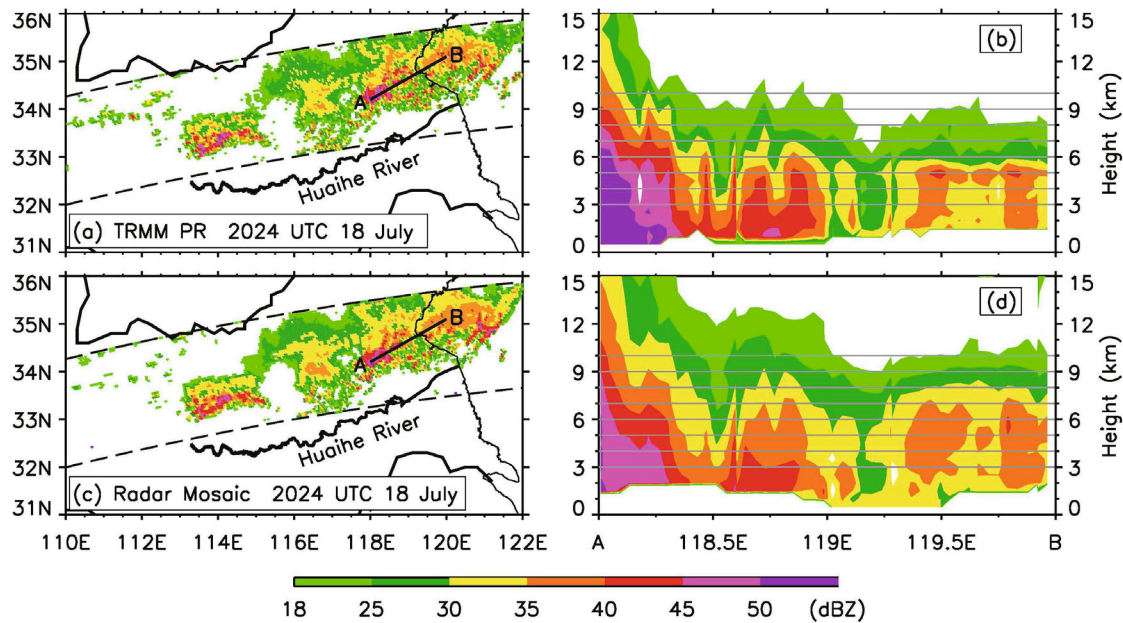 36N
35N
34N
33N
32N
31N
A
B
Huaihe River
(a) TRMM PR 2024 UTC 18 July
15
12
9
6
3
0
(b)
15
12
9
6
3
0
Height (km)
36N
35N
34N
33N
32N
31N
A
B
Huaihe River
(c) Radar Mosaic 2024 UTC 18 July
110E 112E 114E 116E 118E 120E 122E
15
12
9
6
3
0
(d)
15
12
9
6
3
0
Height (km)
A 118.5E 119E 119.5E B
18 25 30 35 40 45 50 (dBZ)